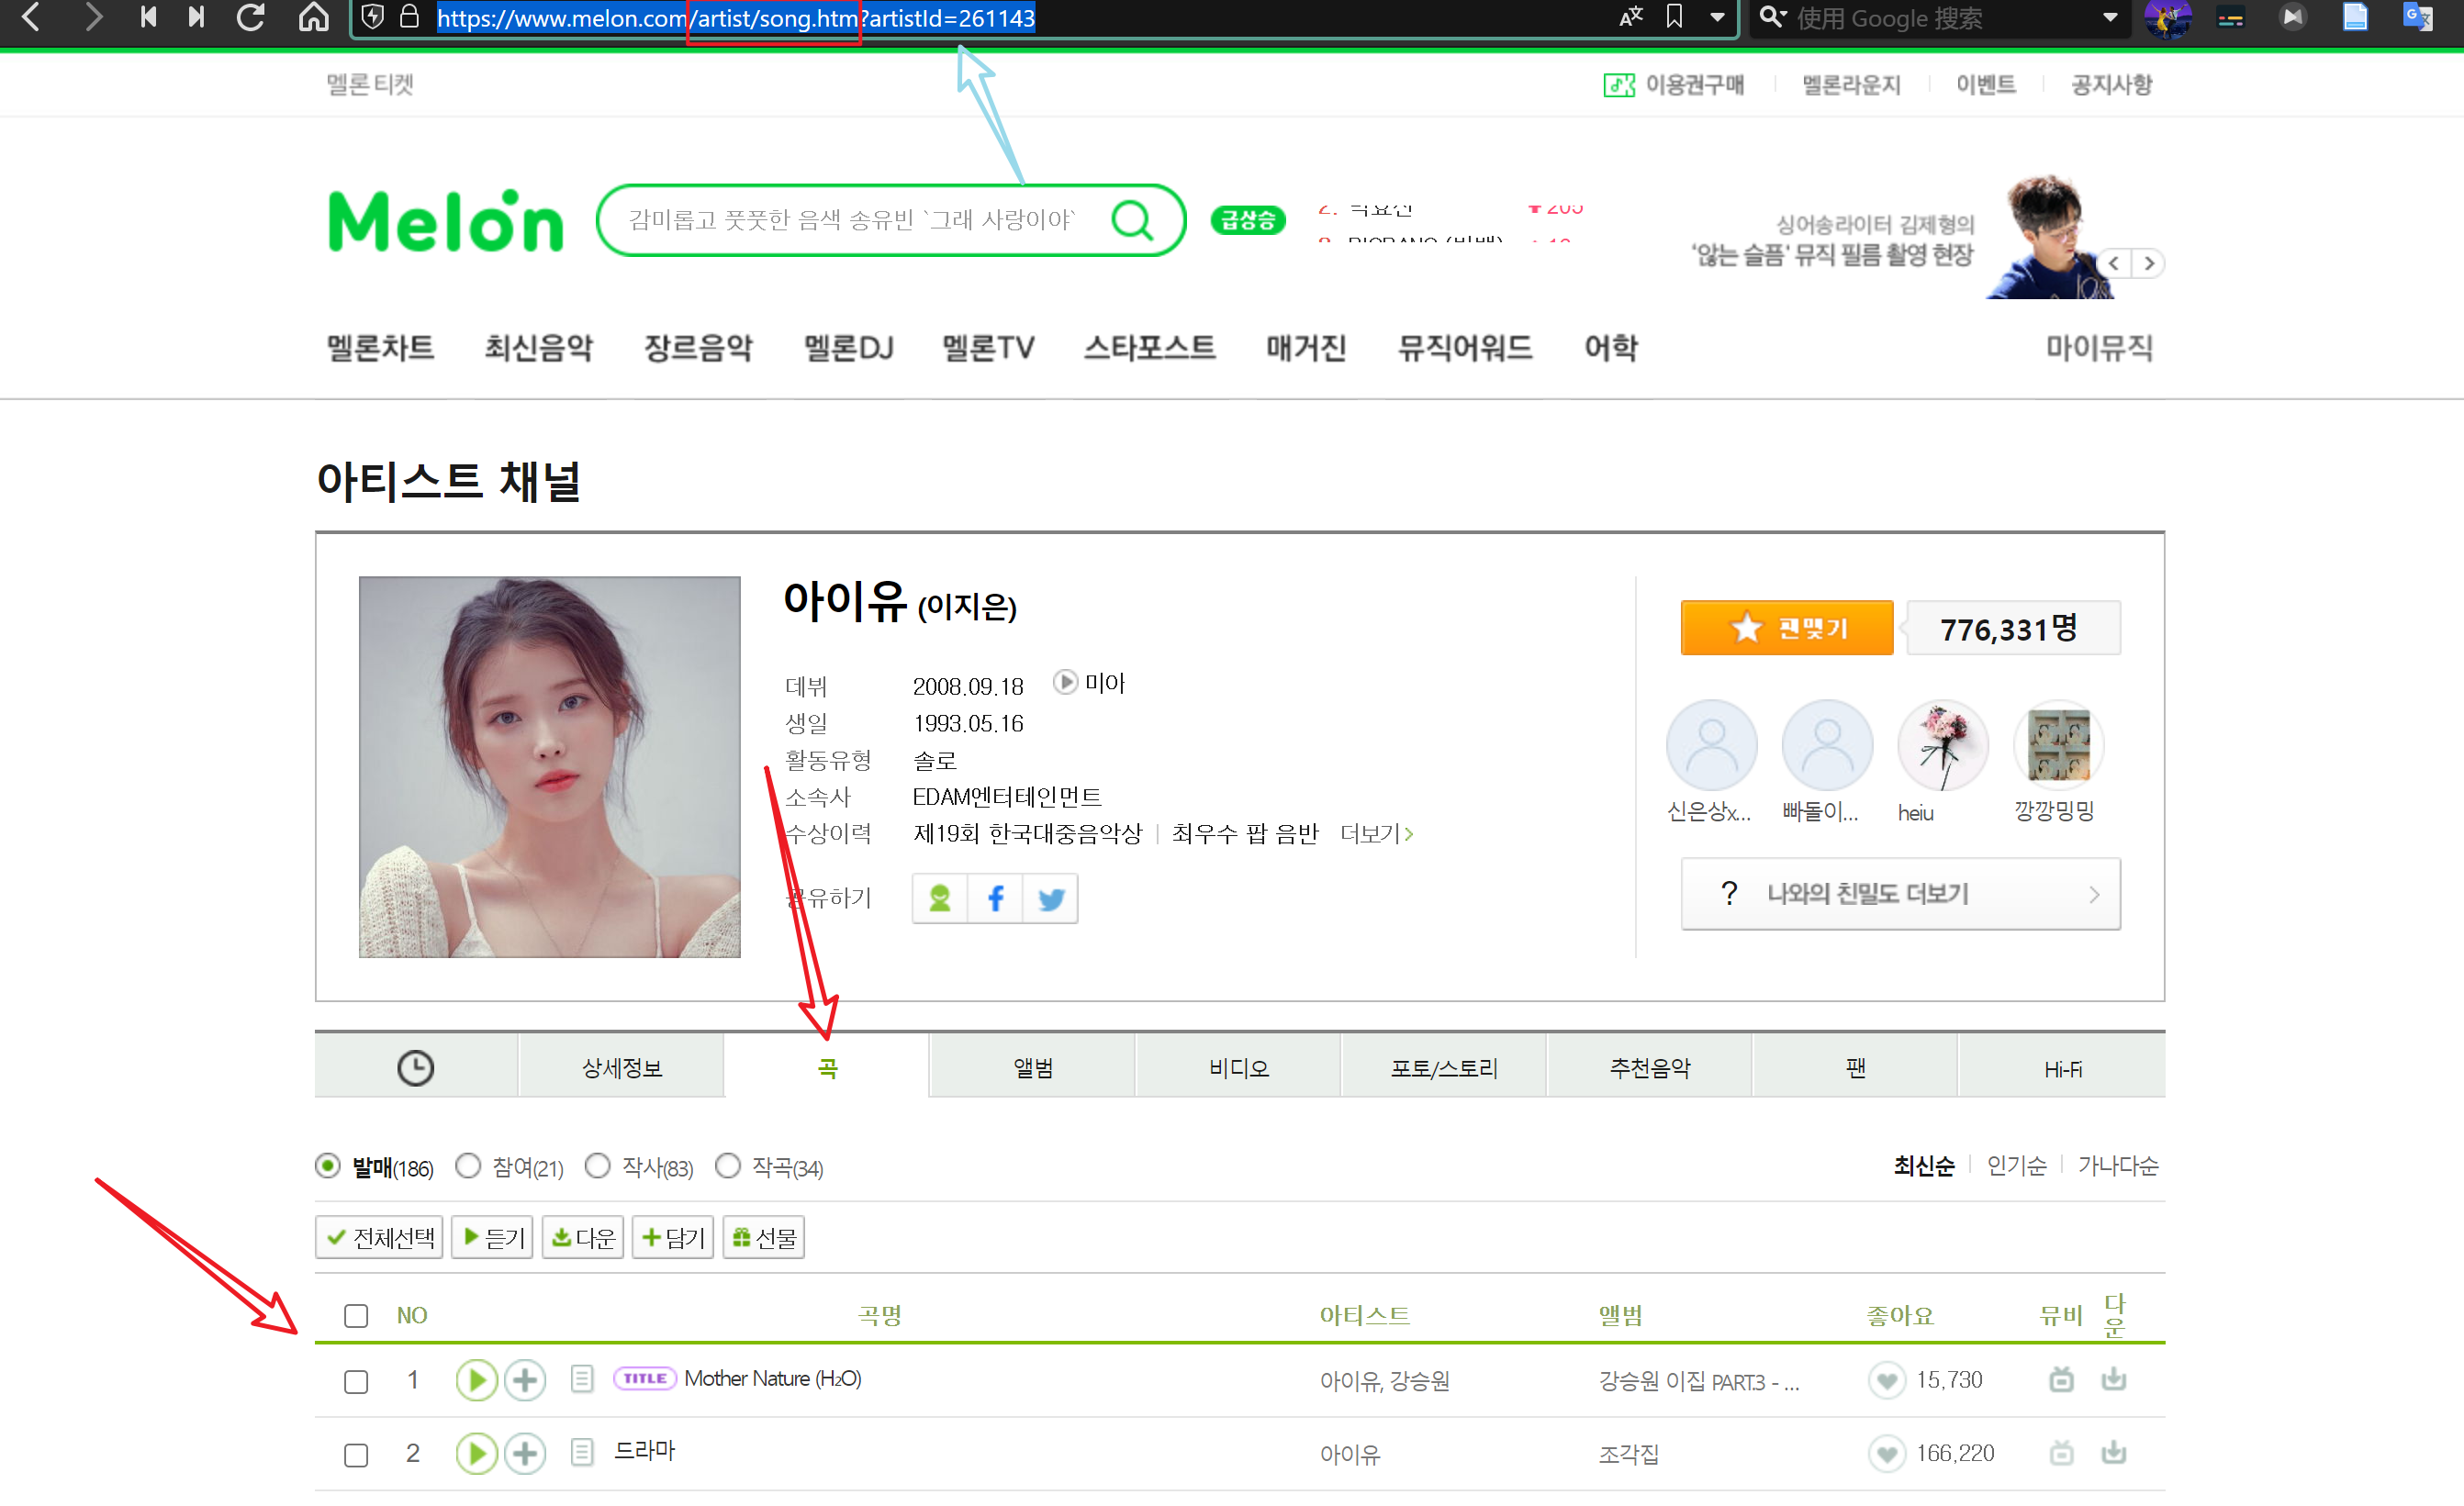 https://www.melon.com/artist/song.htm?artistId=261143
使用 Google 搜索
멜론티켓
이용권구매
멜론라운지
이벤트
공지사항
Melon
감미롭고 풋풋한 음색 송유빈 `그래 사랑이야`
급상승
205
싱어송라이터 김제형의
'않는 슬픔' 뮤직 필름 촬영 현장
멜론차트
최신음악
장르음악
멜론DJ
멜론TV
스타포스트
매거진
뮤직어워드
어학
마이뮤직
아티스트 채널
아이유 (이지은)
데뷔 2008.09.18 미아
생일 1993.05.16
활동유형 솔로
소속사 EDAM엔터테인먼트
수상이력 제19회 한국대중음악상 | 최우수 팝 음반 더보기
공유하기
팬맺기
776,331명
신은상x...
빠돌이...
heiu
깡깡밍밍
? 나와의 친밀도 더보기
상세정보
곡
앨범
비디오
포토/스토리
추천음악
팬
Hi-Fi
발매(186) 참여(21) 작사(83) 작곡(34)
최신순 인기순 가나다순
전체선택 듣기 다운 담기 선물
NO 곡명 아티스트 앨범 좋아요 뮤비 다운
1 TITLE Mother Nature (H₂O) 아이유, 강승원 강승원 이집 PART.3 - ... 15,730
2 드라마 아이유 조각집 166,220